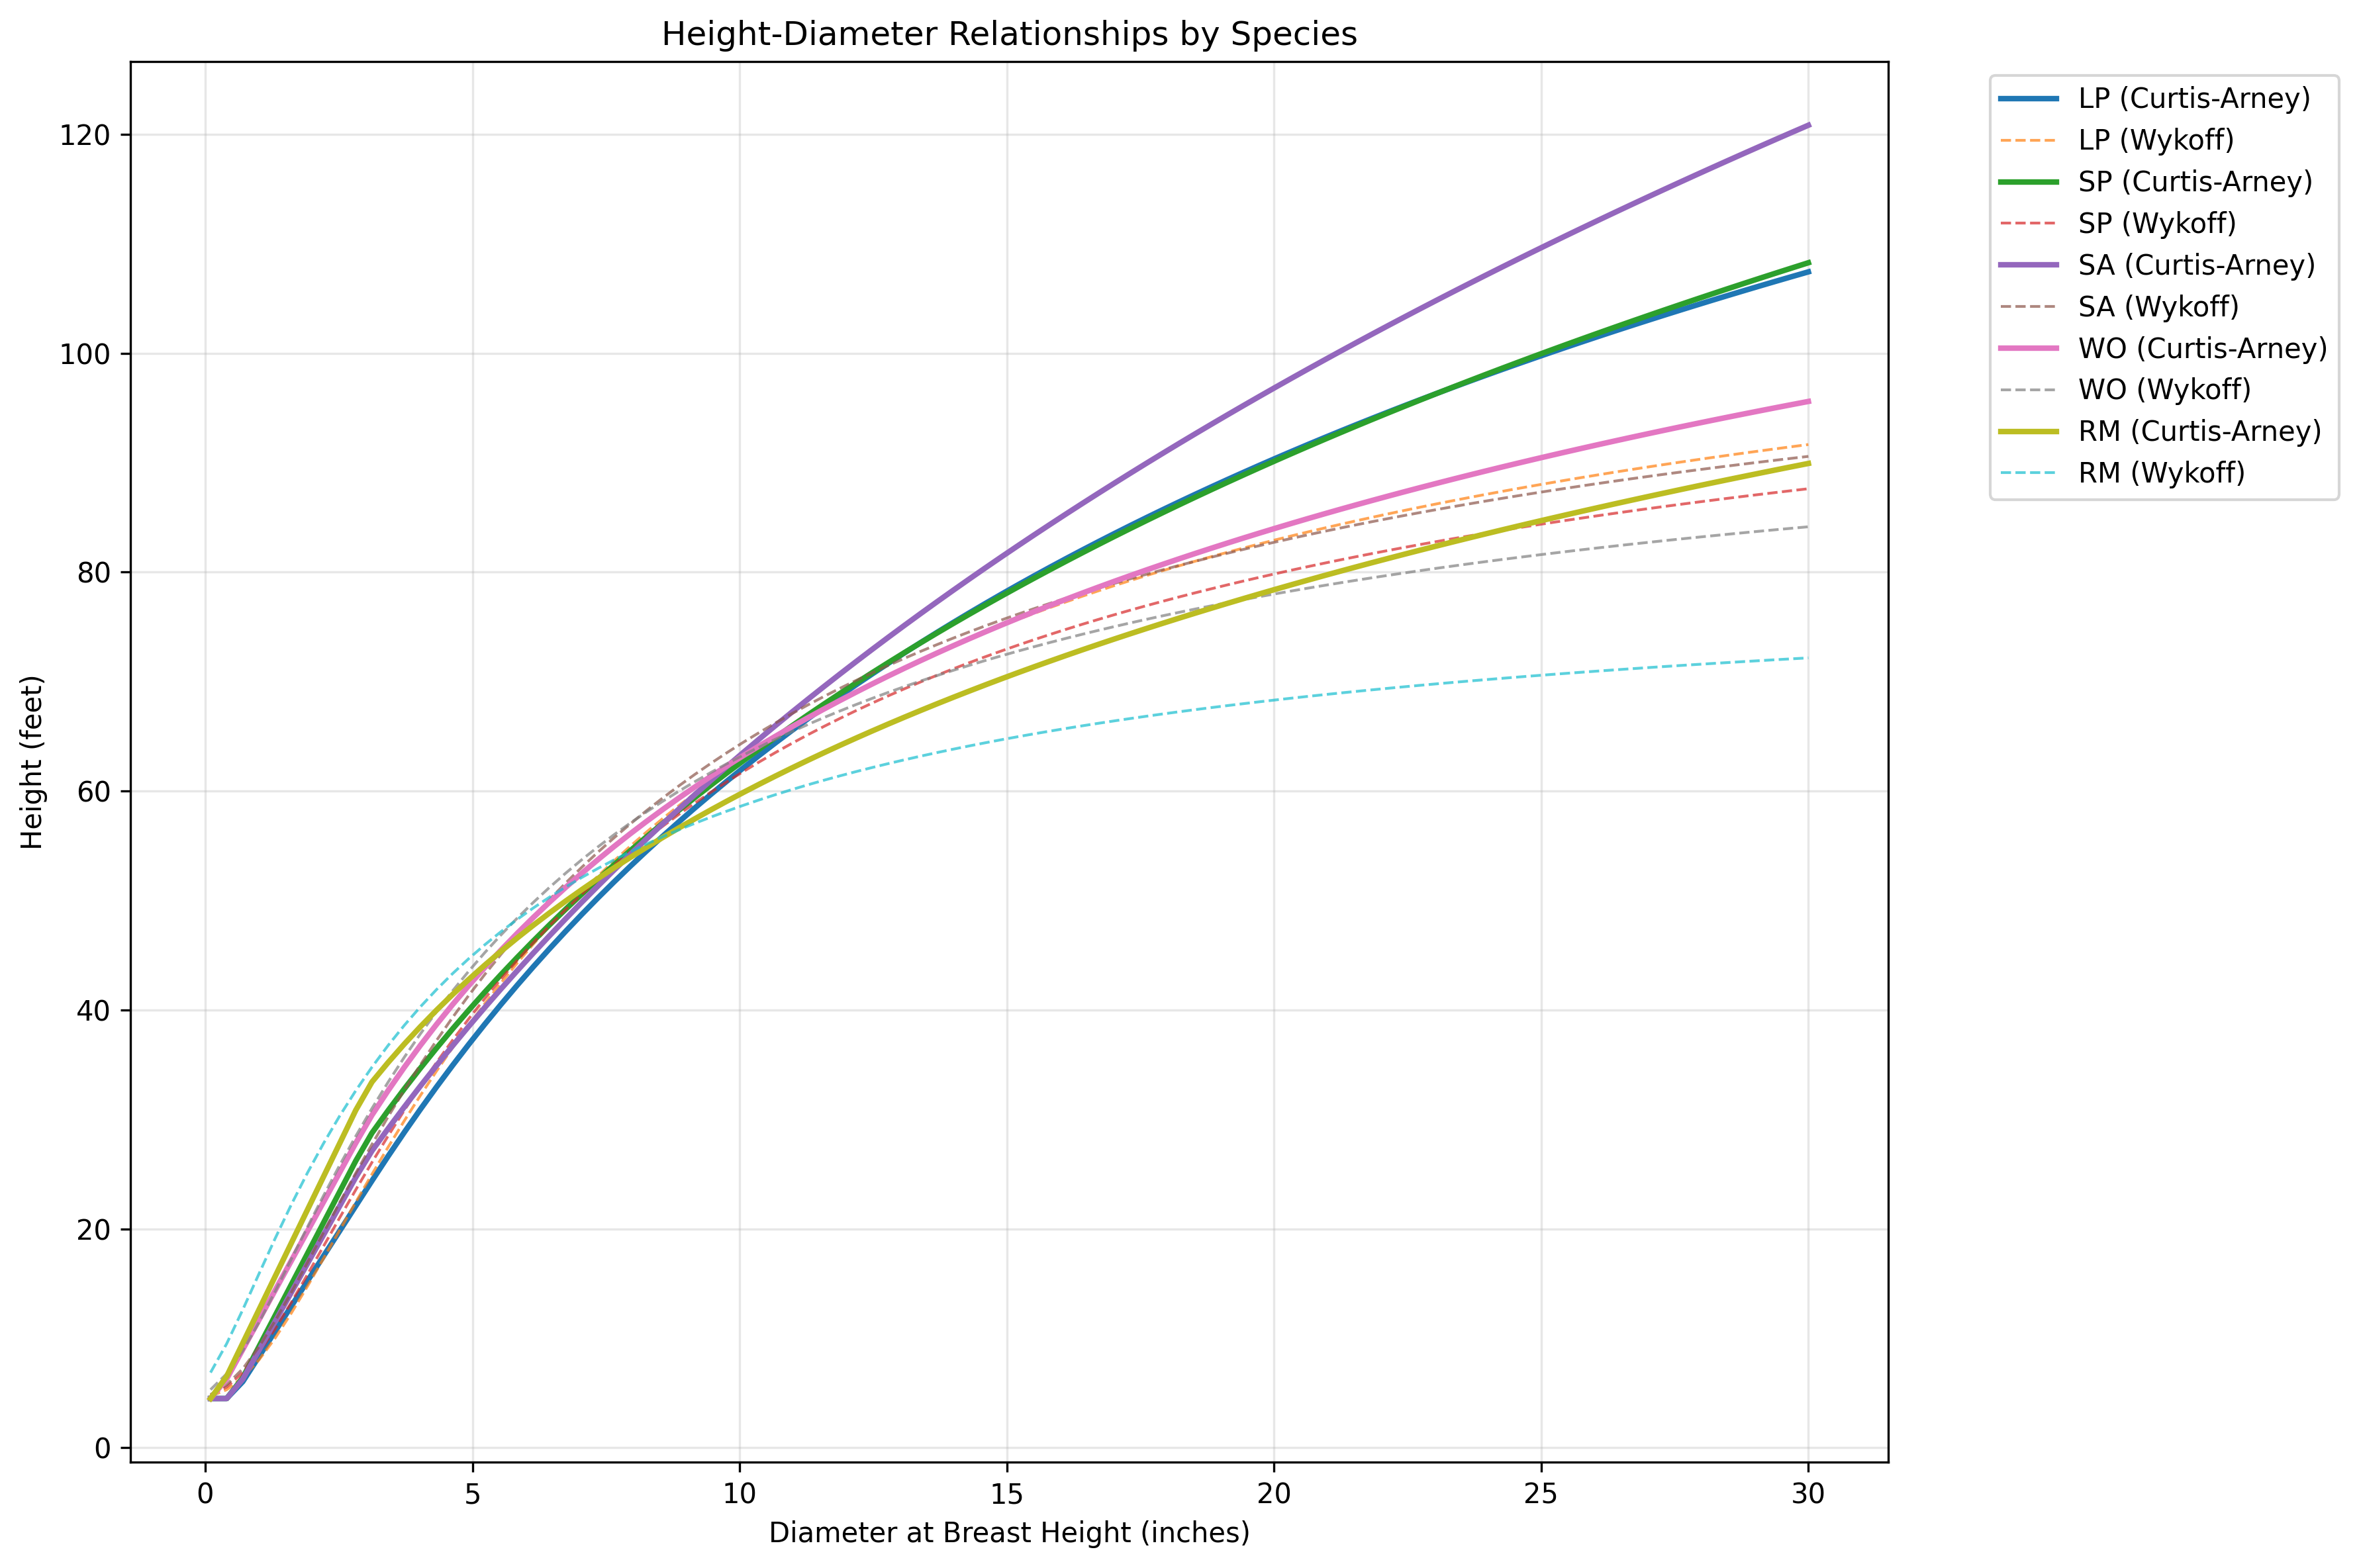 Height-Diameter Relationships by Species
LP (Curtis-Arney)
LP (Wykoff)
SP (Curtis-Arney)
SP (Wykoff)
SA (Curtis-Arney)
SA (Wykoff)
WO (Curtis-Arney)
WO (Wykoff)
RM (Curtis-Arney)
RM (Wykoff)
Height (feet)
120
100
80
60
40
20
0
0 5 10 15 20 25 30
Diameter at Breast Height (inches)